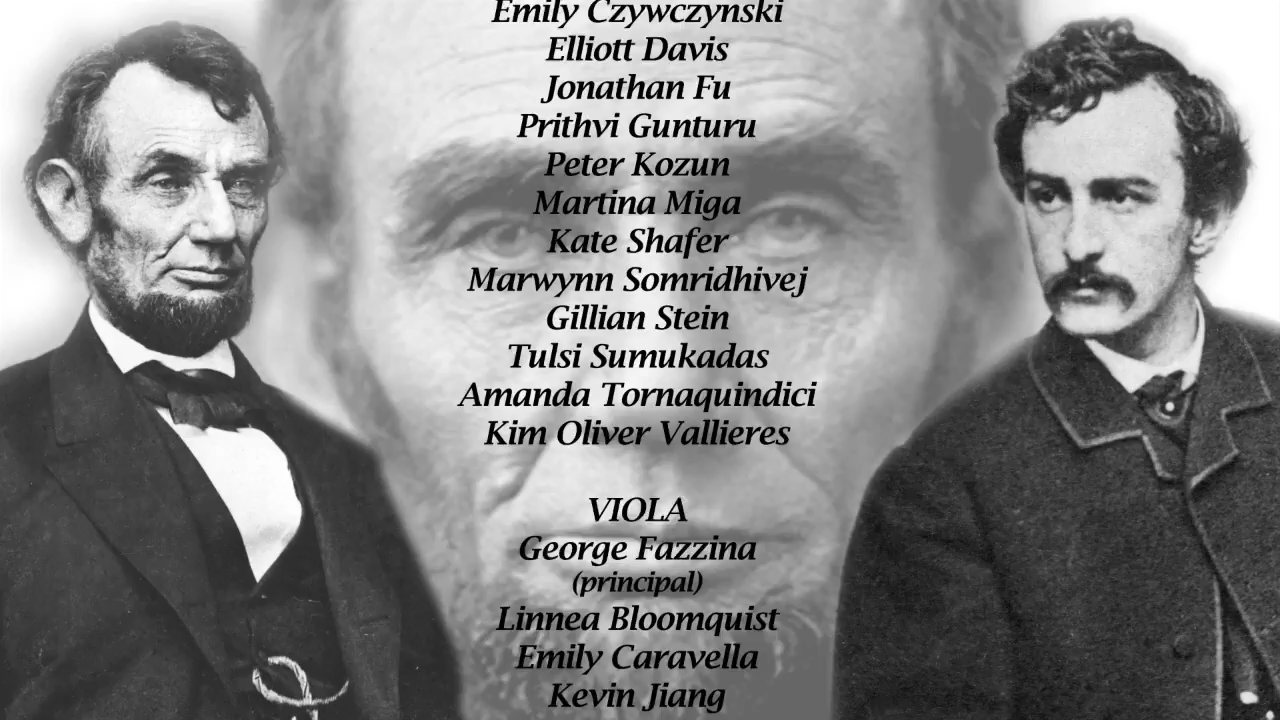 Emily Czywczynski
Elliott Davis
Jonathan Fu
Prithvi Gunturu
Peter Kozun
Martina Miga
Kate Shafer
Marwynn Somridhivej
Gillian Stein
Tulsi Sumukadas
Amanda Tornaquindici
Kim Oliver Vallieres
VIOLA
George Fazzina
(principal)
Linnea Bloomquist
Emily Caravella
Kevin Jiang